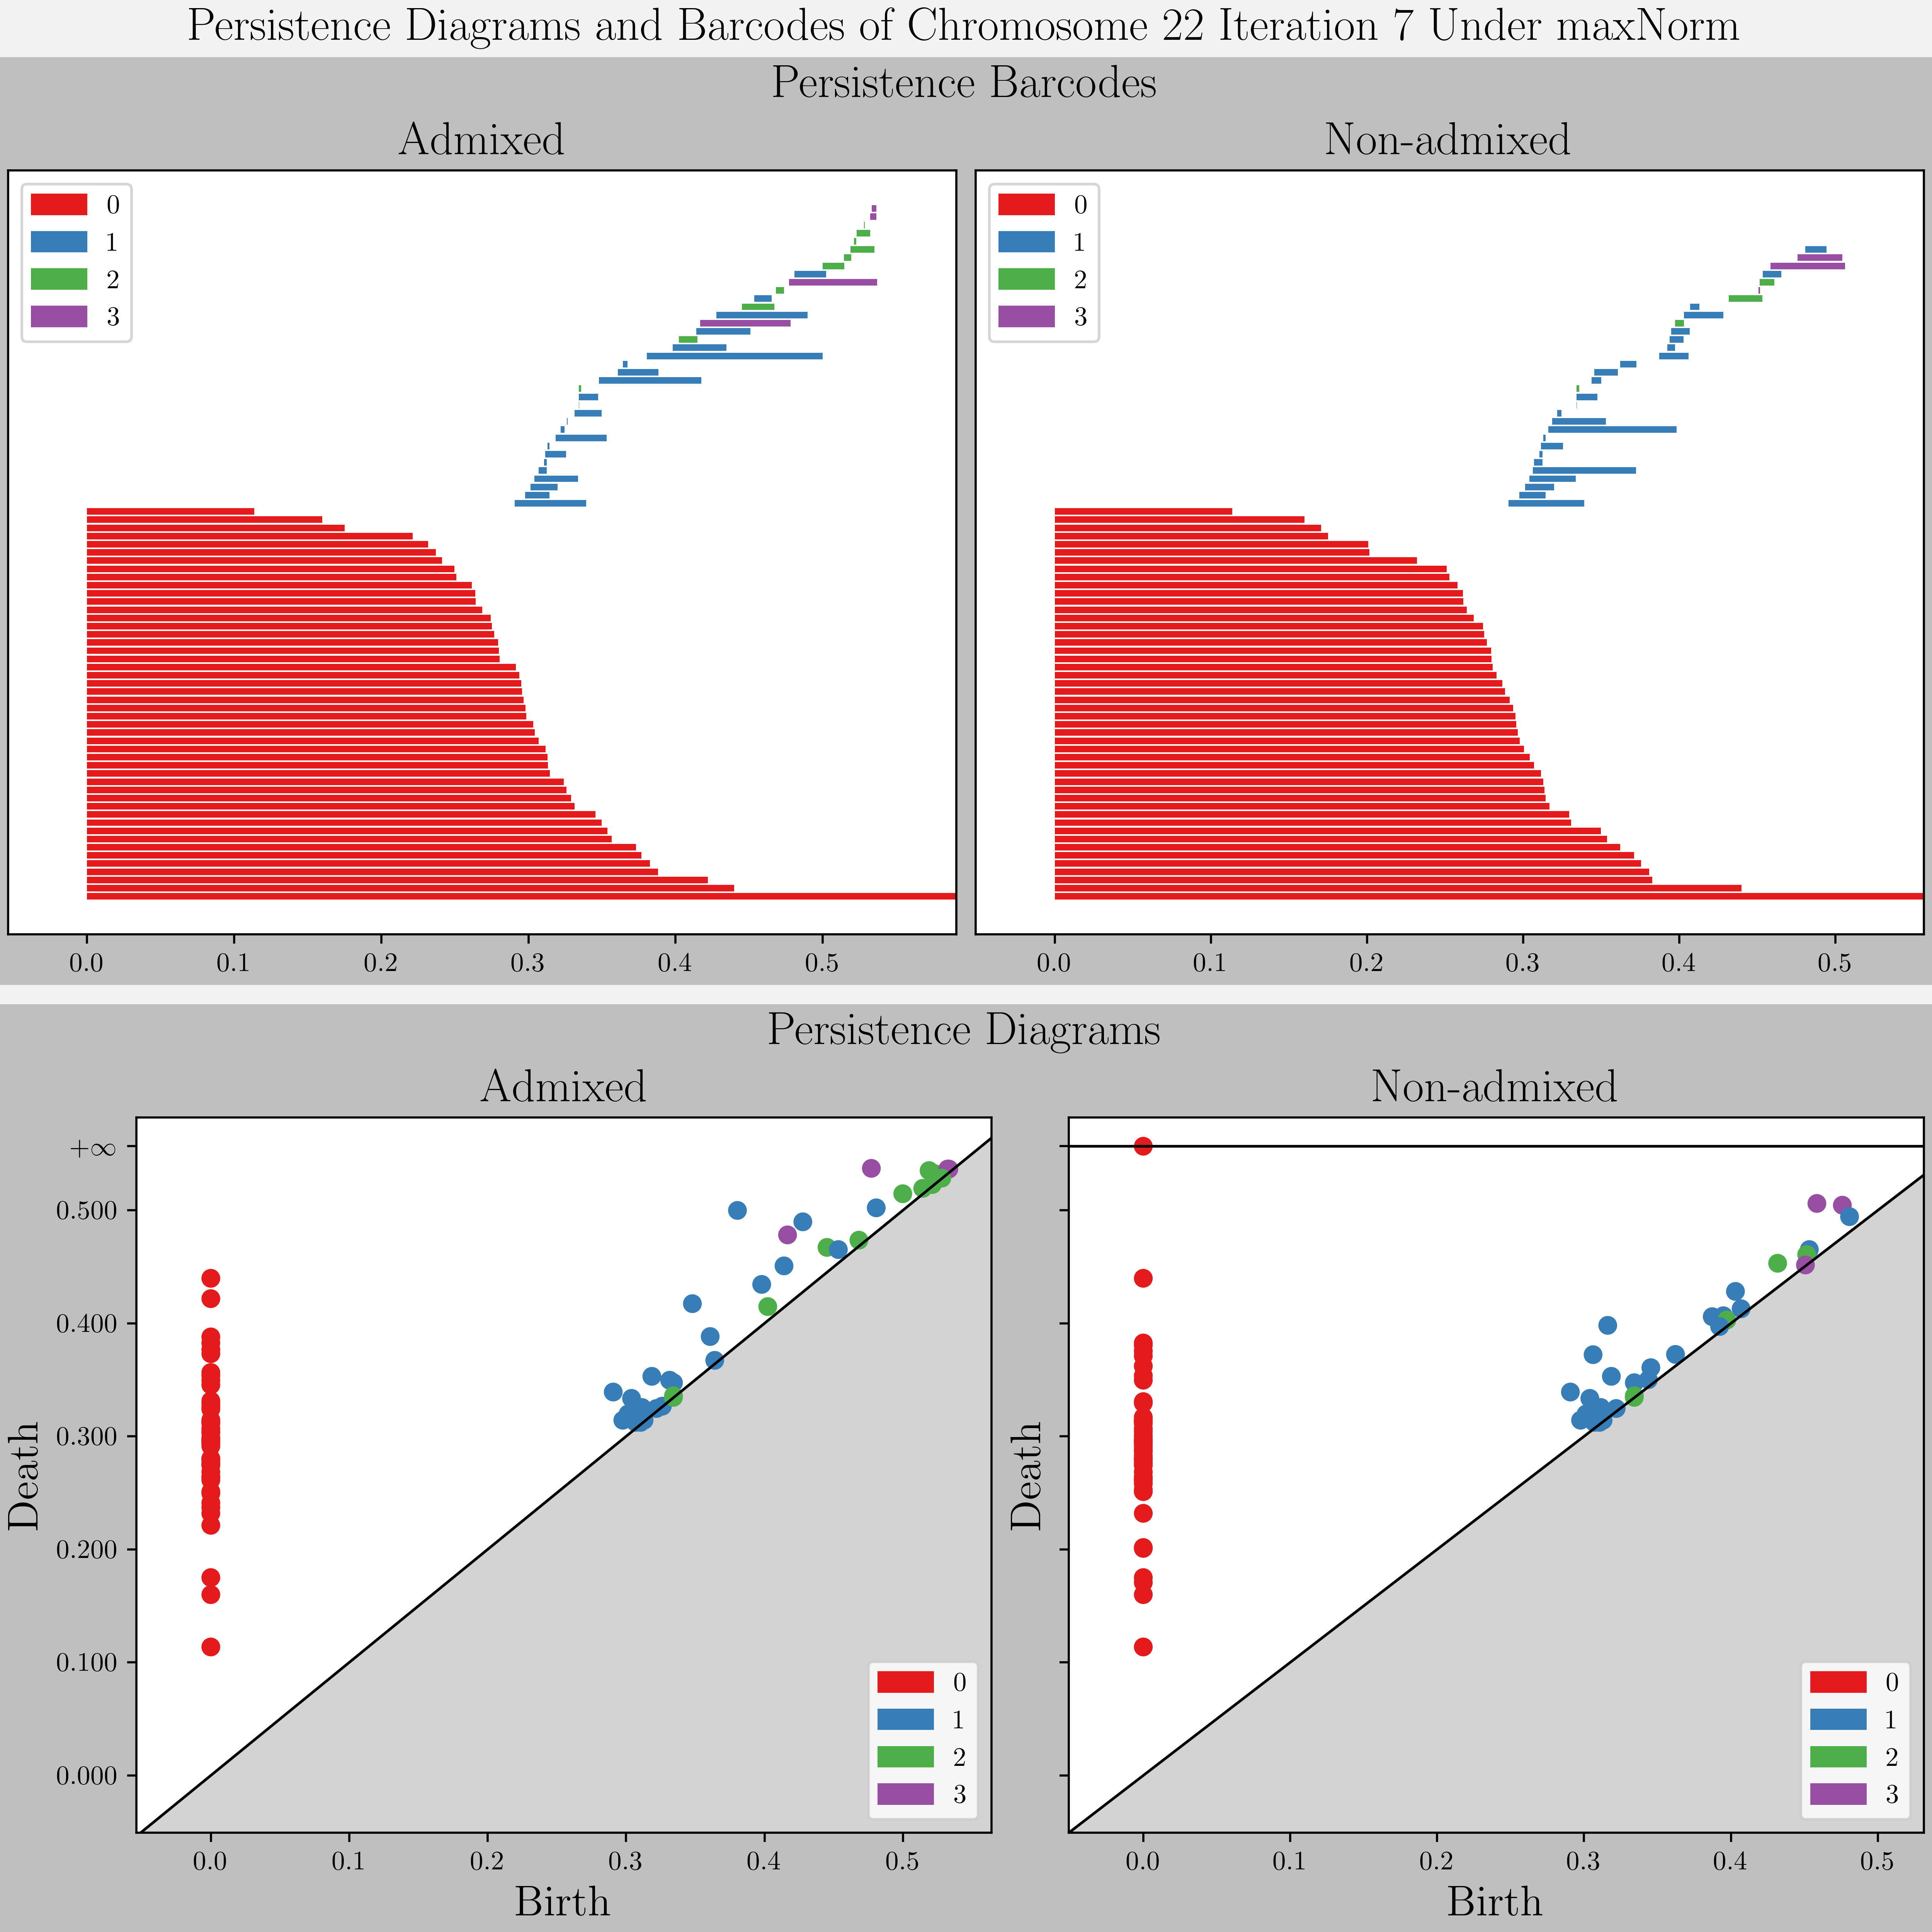 Persistence Diagrams and Barcodes of Chromosome 22 Iteration 7 Under maxNorm
Persistence Barcodes
Admixed
0
1
2
3
0.0 0.1 0.2 0.3 0.4 0.5
Non-admixed
0
1
2
3
0.0 0.1 0.2 0.3 0.4 0.5
Persistence Diagrams
Admixed
Death
+∞
0.500
0.400
0.300
0.200
0.100
0.000
0
1
2
3
0.0 0.1 0.2 0.3 0.4 0.5
Birth
Non-admixed
Death
0
1
2
3
0.0 0.1 0.2 0.3 0.4 0.5
Birth